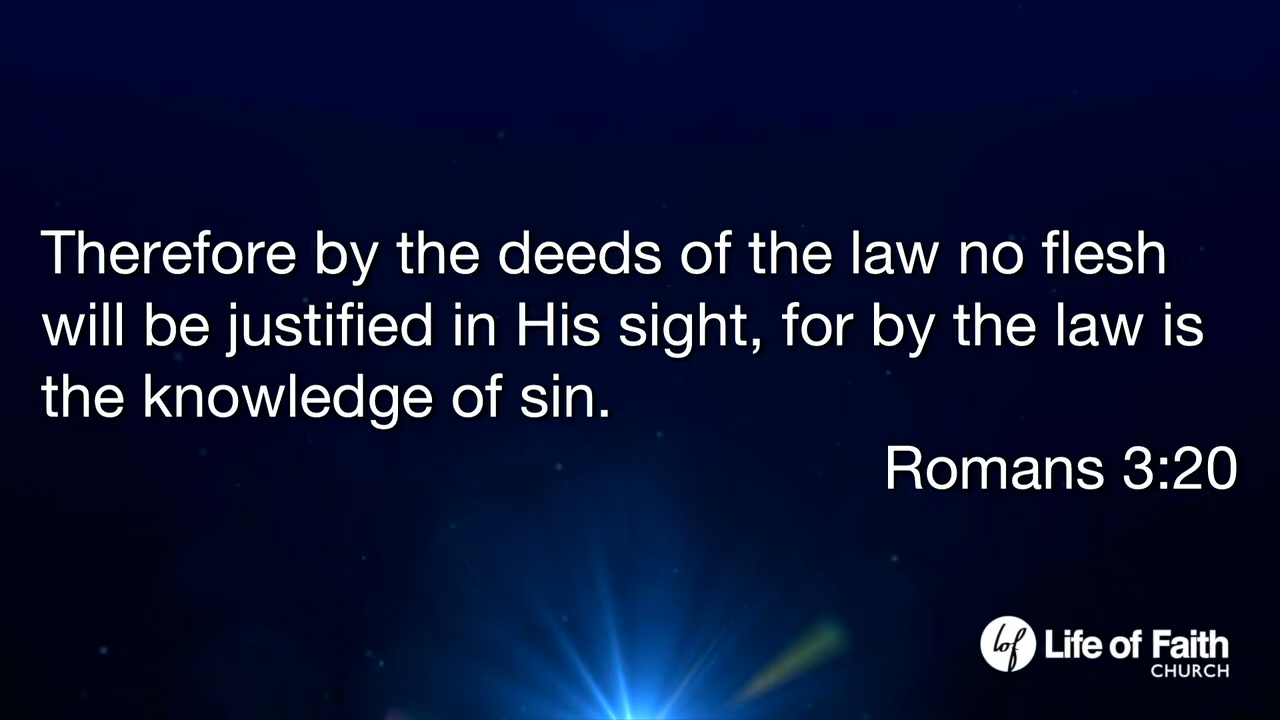 Therefore by the deeds of the law no flesh
will be justified in His sight, for by the law is
the knowledge of sin.
Romans 3:20
lof Life of Faith
CHURCH